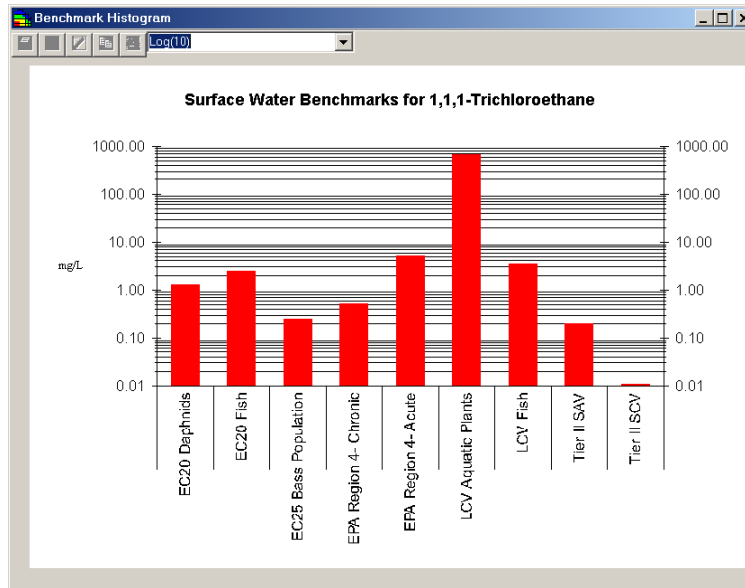 Benchmark Histogram
Log(10)
Surface Water Benchmarks for 1,1,1-Trichloroethane
1000.00 1000.00
100.00 100.00
10.00 10.00
mg/L
1.00 1.00
0.10 0.10
0.01 0.01
EC20 Daphnids
EC20 Fish
EC25 Bass Population
EPA Region 4- Chronic
EPA Region 4- Acute
LCV Aquatic Plants
LCV Fish
Tier II SAV
Tier II SCV